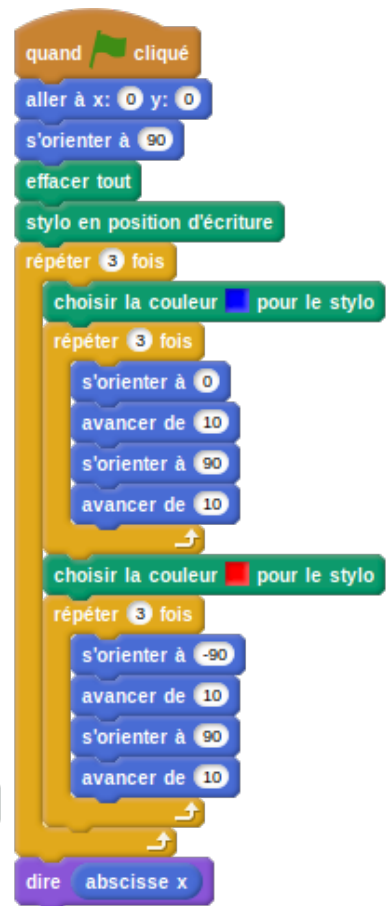 quand cliqué
aller à x: 0 y: 0
s'orienter à 90
effacer tout
stylo en position d'écriture
répéter 3 fois
choisir la couleur pour le stylo
répéter 3 fois
s'orienter à 0
avancer de 10
s'orienter à 90
avancer de 10
choisir la couleur pour le stylo
répéter 3 fois
s'orienter à -90
avancer de 10
s'orienter à 90
avancer de 10
dire abscisse x